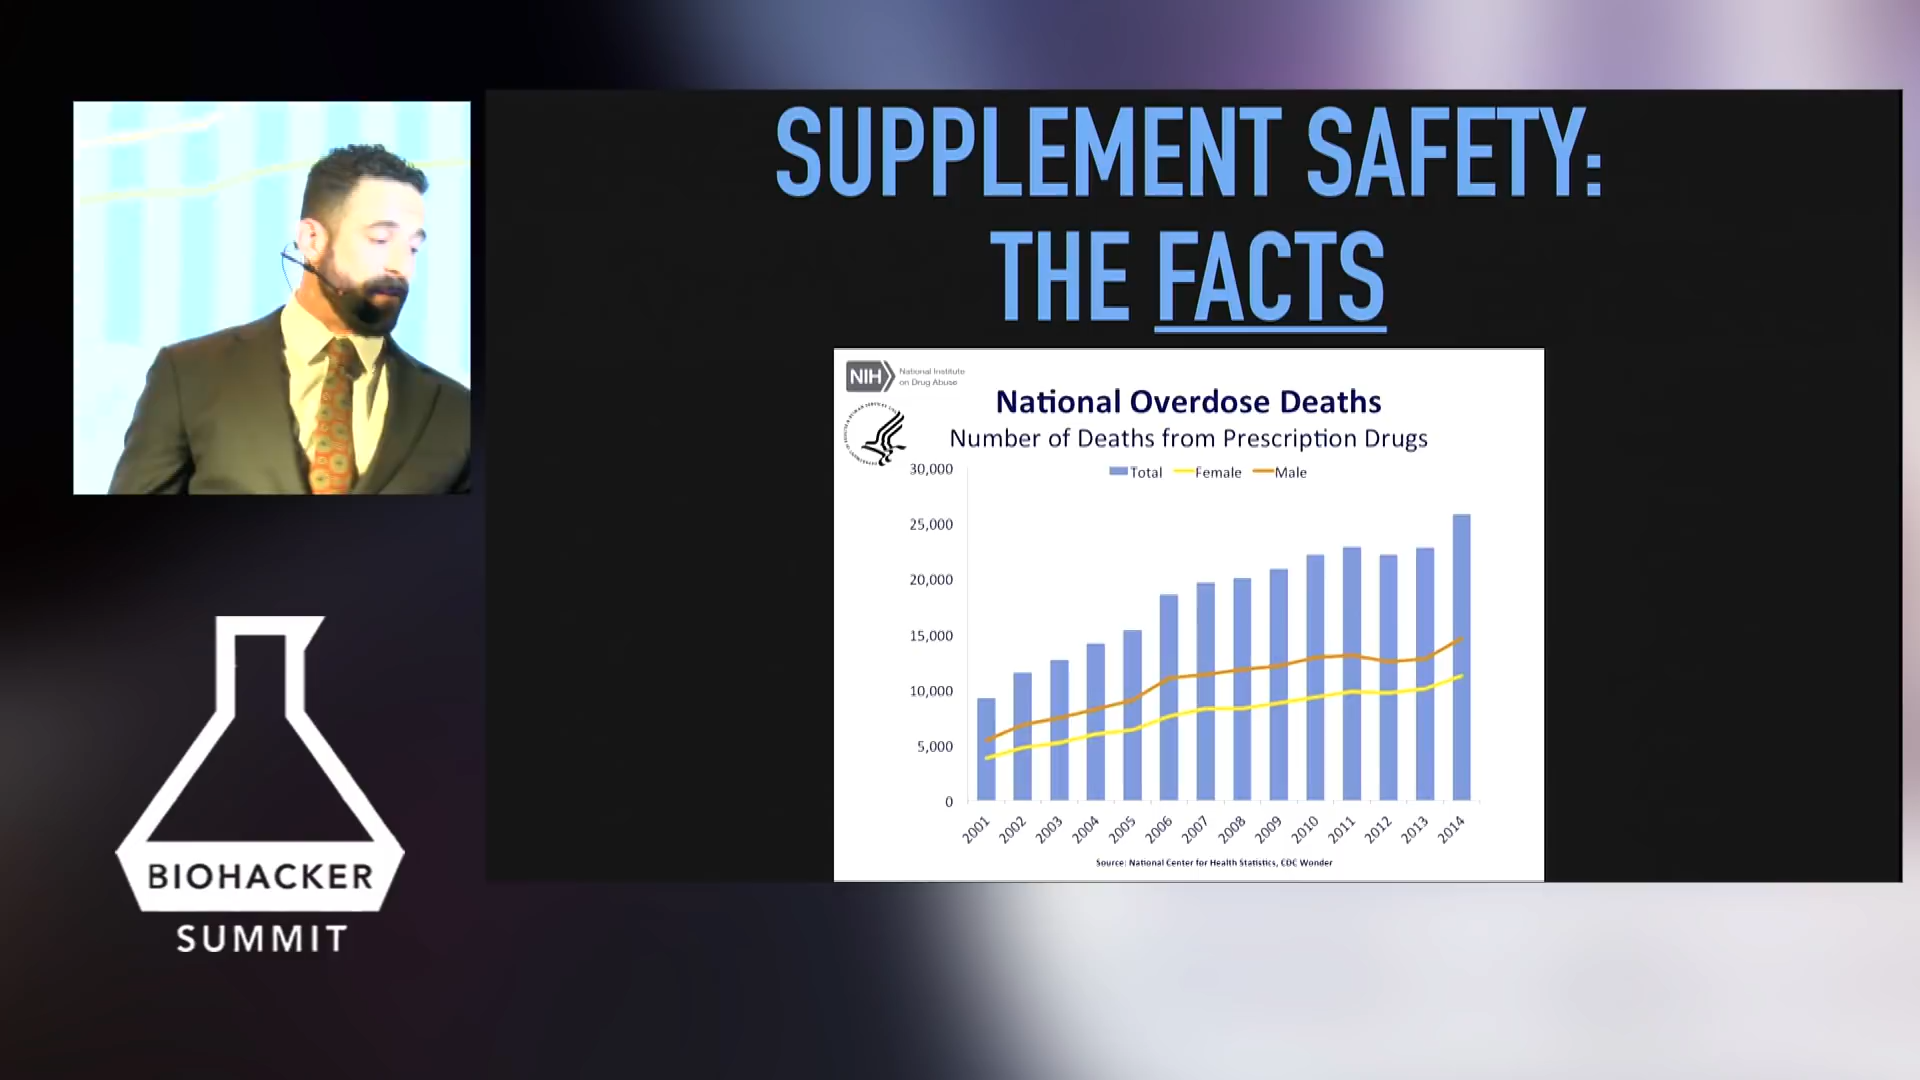 SUPPLEMENT SAFETY:
THE FACTS
NIH
National Institute
on Drug Abuse
National Overdose Deaths
Number of Deaths from Prescription Drugs
Total Female Male
30,000
25,000
20,000
15,000
10,000
5,000
0
2001 2002 2003 2004 2005 2006 2007 2008 2009 2010 2011 2012 2013 2014
Source: National Center for Health Statistics, CDC Wonder
BIOHACKER
SUMMIT